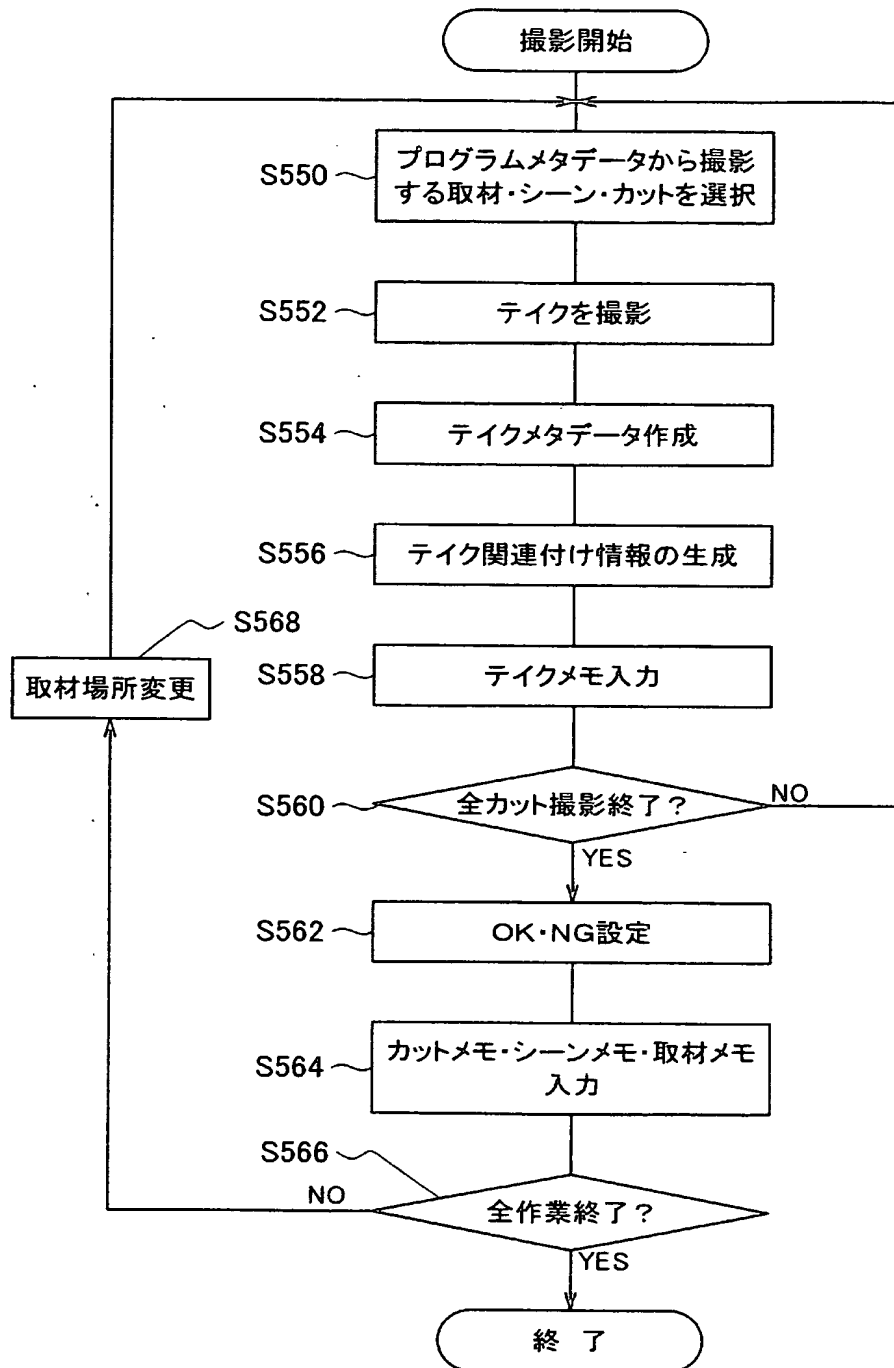 撮影開始
S550
プログラムメタデータから撮影
する取材・シーン・カットを選択
S552
テイクを撮影
S554
テイクメタデータ作成
S556
テイク関連付け情報の生成
S568
取材場所変更
S558
テイクメモ入力
S560
全カット撮影終了？
NO
YES
S562
OK・NG設定
S564
カットメモ・シーンメモ・取材メモ
入力
S566
NO
全作業終了？
YES
終 了